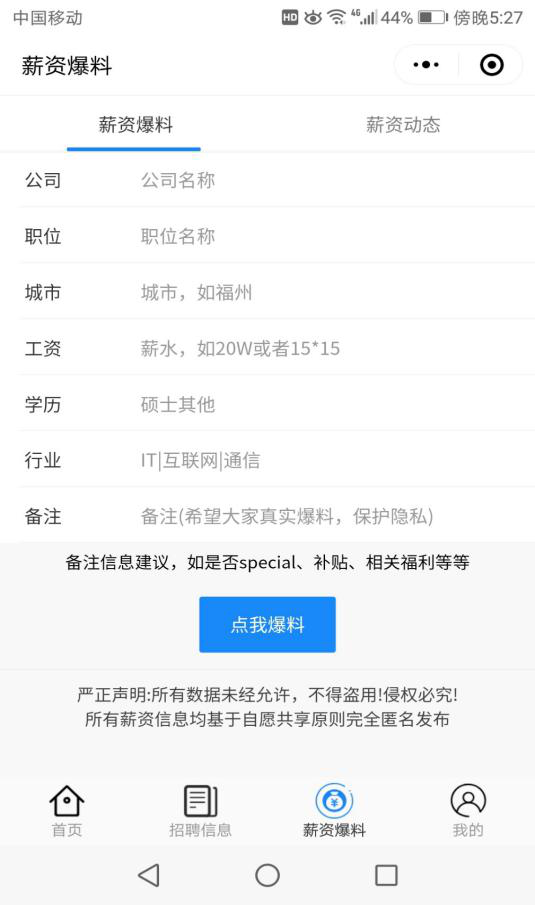 中国移动 HD 4G 44% 傍晚5:27
薪资爆料
薪资爆料 薪资动态
公司 公司名称
职位 职位名称
城市 城市，如福州
工资 薪水，如20W或者15*15
学历 硕士其他
行业 IT|互联网|通信
备注 备注(希望大家真实爆料，保护隐私)
备注信息建议，如是否special、补贴、相关福利等等
点我爆料
严正声明:所有数据未经允许，不得盗用!侵权必究!
所有薪资信息均基于自愿共享原则完全匿名发布
首页 招聘信息 薪资爆料 我的